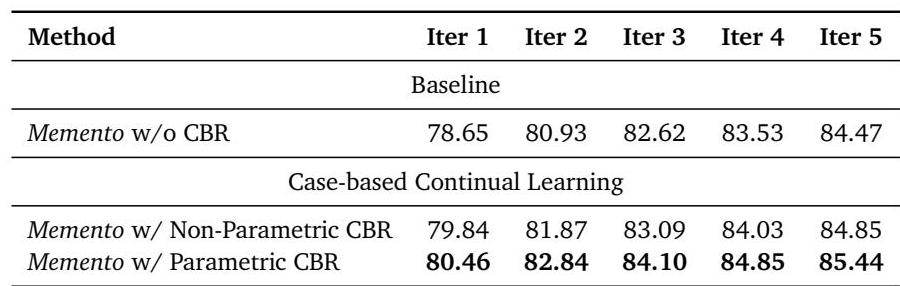 Method Iter 1 Iter 2 Iter 3 Iter 4 Iter 5
Baseline
Memento w/o CBR 78.65 80.93 82.62 83.53 84.47
Case-based Continual Learning
Memento w/ Non-Parametric CBR 79.84 81.87 83.09 84.03 84.85
Memento w/ Parametric CBR 80.46 82.84 84.10 84.85 85.44